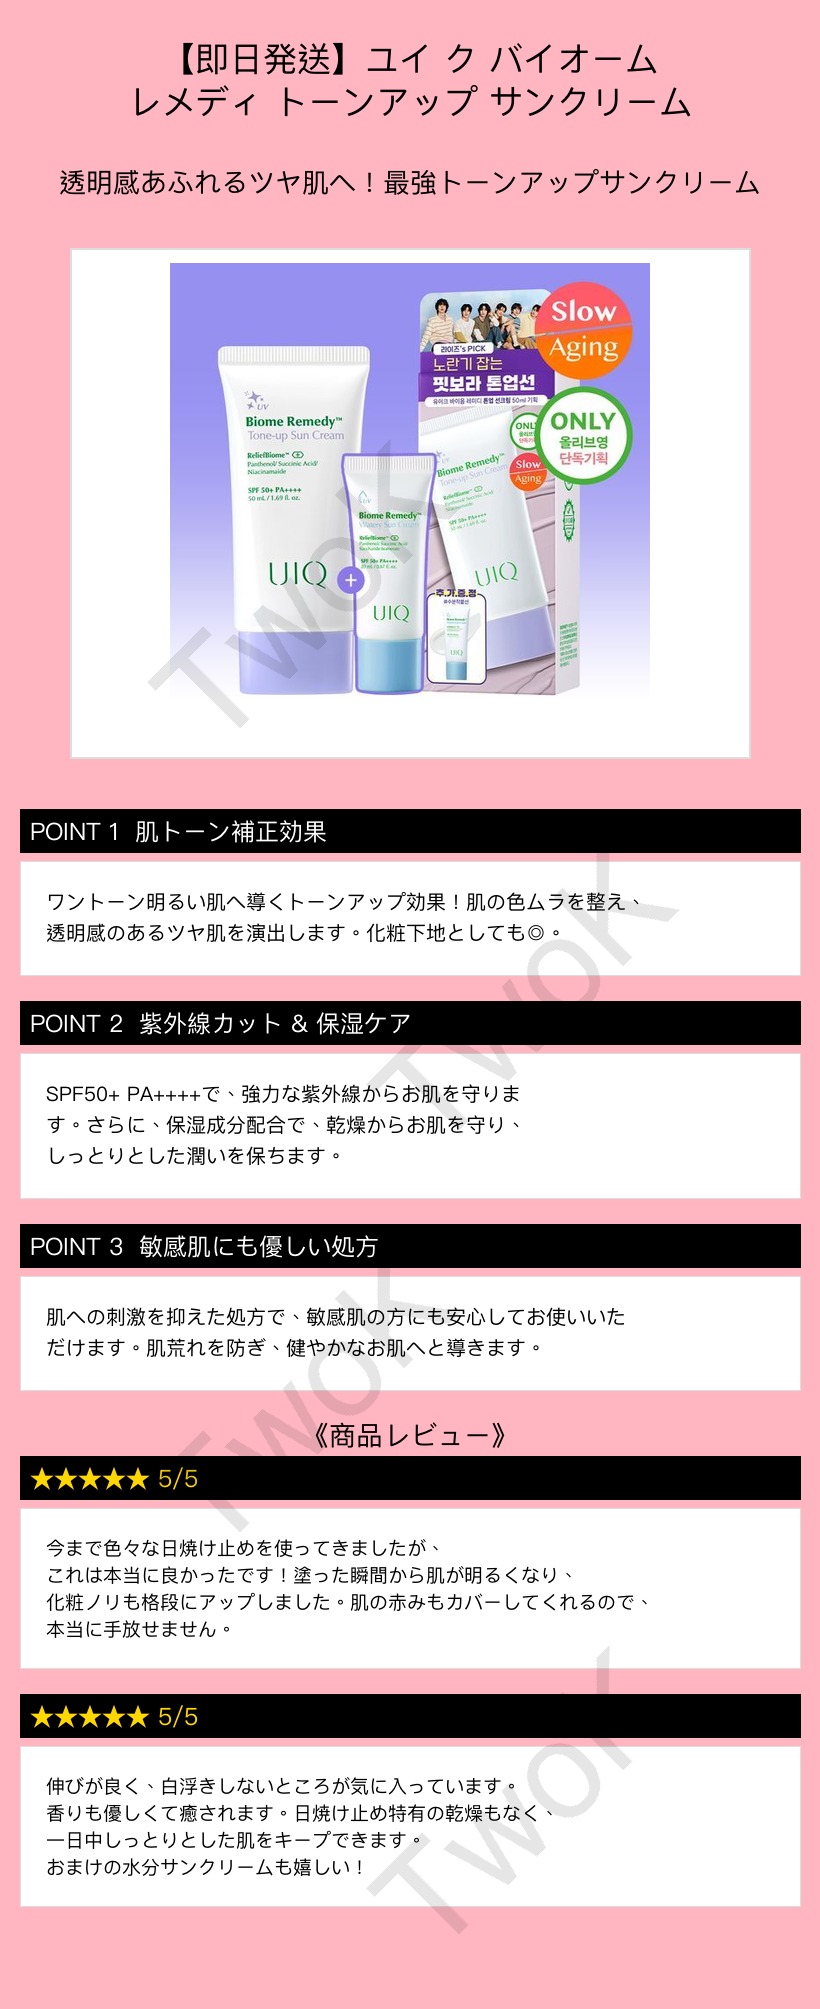 【即日発送】ユイ ク バイオーム
レメディ トーンアップ サンクリーム
透明感あふれるツヤ肌へ！最強トーンアップサンクリーム
Slow
Aging
라이즈's PICK
노란기 잡는
핏보라 톤업선
유이크 바이옴 레미디 톤업 선크림 50ml 기획
ONLY
올리브영
단독기획
UV
Biome Remedy™
Tone-up Sun Cream
ReliefBiome™
Panthenol/ Succinic Acid/
Niacinamaide
SPF 50+ PA++++
50 mL / 1.69 fl. oz.
UIQ
+
UV
Biome Remedy™
Watery Sun Cream
ReliefBiome™
SPF 50+ PA++++
UIQ
Biome Remedy™
Tone-up Sun Cream
ReliefBiome™
SPF 50+ PA++++
UIQ
Slow
Aging
추.가.증.정
UIQ
POINT 1 肌トーン補正効果
ワントーン明るい肌へ導くトーンアップ効果！肌の色ムラを整え、
透明感のあるツヤ肌を演出します。化粧下地としても◎。
POINT 2 紫外線カット & 保湿ケア
SPF50+ PA++++で、強力な紫外線からお肌を守りま
す。さらに、保湿成分配合で、乾燥からお肌を守り、
しっとりとした潤いを保ちます。
POINT 3 敏感肌にも優しい処方
肌への刺激を抑えた処方で、敏感肌の方にも安心してお使いいた
だけます。肌荒れを防ぎ、健やかなお肌へと導きます。
《商品レビュー》
★★★★★ 5/5
今まで色々な日焼け止めを使ってきましたが、
これは本当に良かったです！塗った瞬間から肌が明るくなり、
化粧ノリも格段にアップしました。肌の赤みもカバーしてくれるので、
本当に手放せません。
★★★★★ 5/5
伸びが良く、白浮きしないところが気に入っています。
香りも優しくて癒されます。日焼け止め特有の乾燥もなく、
一日中しっとりとした肌をキープできます。
おまけの水分サンクリームも嬉しい！
TwoK
TwoK
TwoK
TwoK